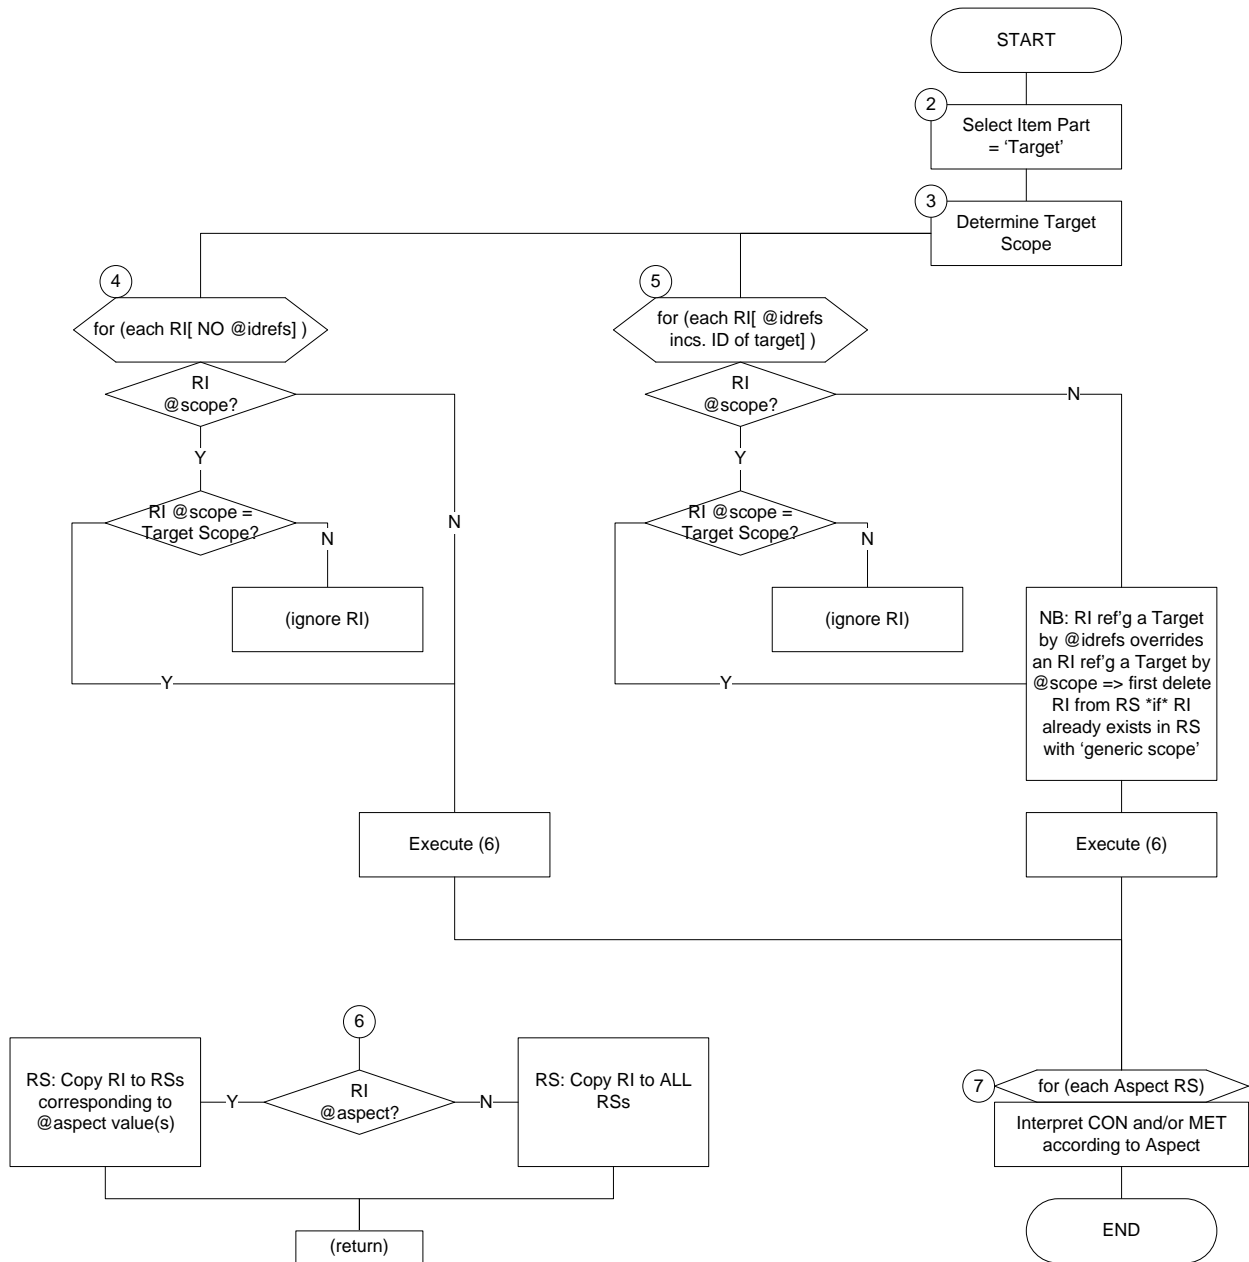 START
2
Select Item Part
= ‘Target’
3
Determine Target
Scope
4
for (each RI[ NO @idrefs] )
RI
@scope?
N
Y
RI @scope =
Target Scope?
N
(ignore RI)
Y
Execute (6)
5
for (each RI[ @idrefs
incs. ID of target] )
RI
@scope?
N
Y
RI @scope =
Target Scope?
N
(ignore RI)
Y
NB: RI ref’g a Target
by @idrefs overrides
an RI ref’g a Target by
@scope => first delete
RI from RS *if* RI
already exists in RS
with ‘generic scope’
Execute (6)
6
RI
@aspect?
Y
RS: Copy RI to RSs
corresponding to
@aspect value(s)
N
RS: Copy RI to ALL
RSs
(return)
7
for (each Aspect RS)
Interpret CON and/or MET
according to Aspect
END